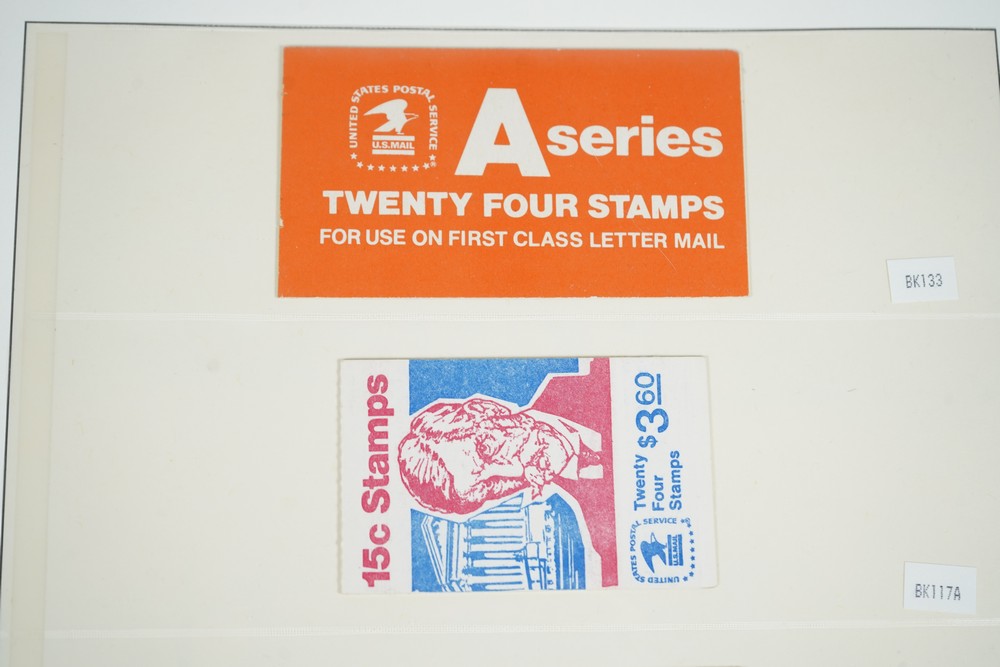 UNITED STATES POSTAL SERVICE
U.S.MAIL
®
A series
TWENTY FOUR STAMPS
FOR USE ON FIRST CLASS LETTER MAIL
BK133
15c Stamps
Twenty
Four
Stamps
$3.60
UNITED STATES POSTAL SERVICE
U.S.MAIL
®
BK117A